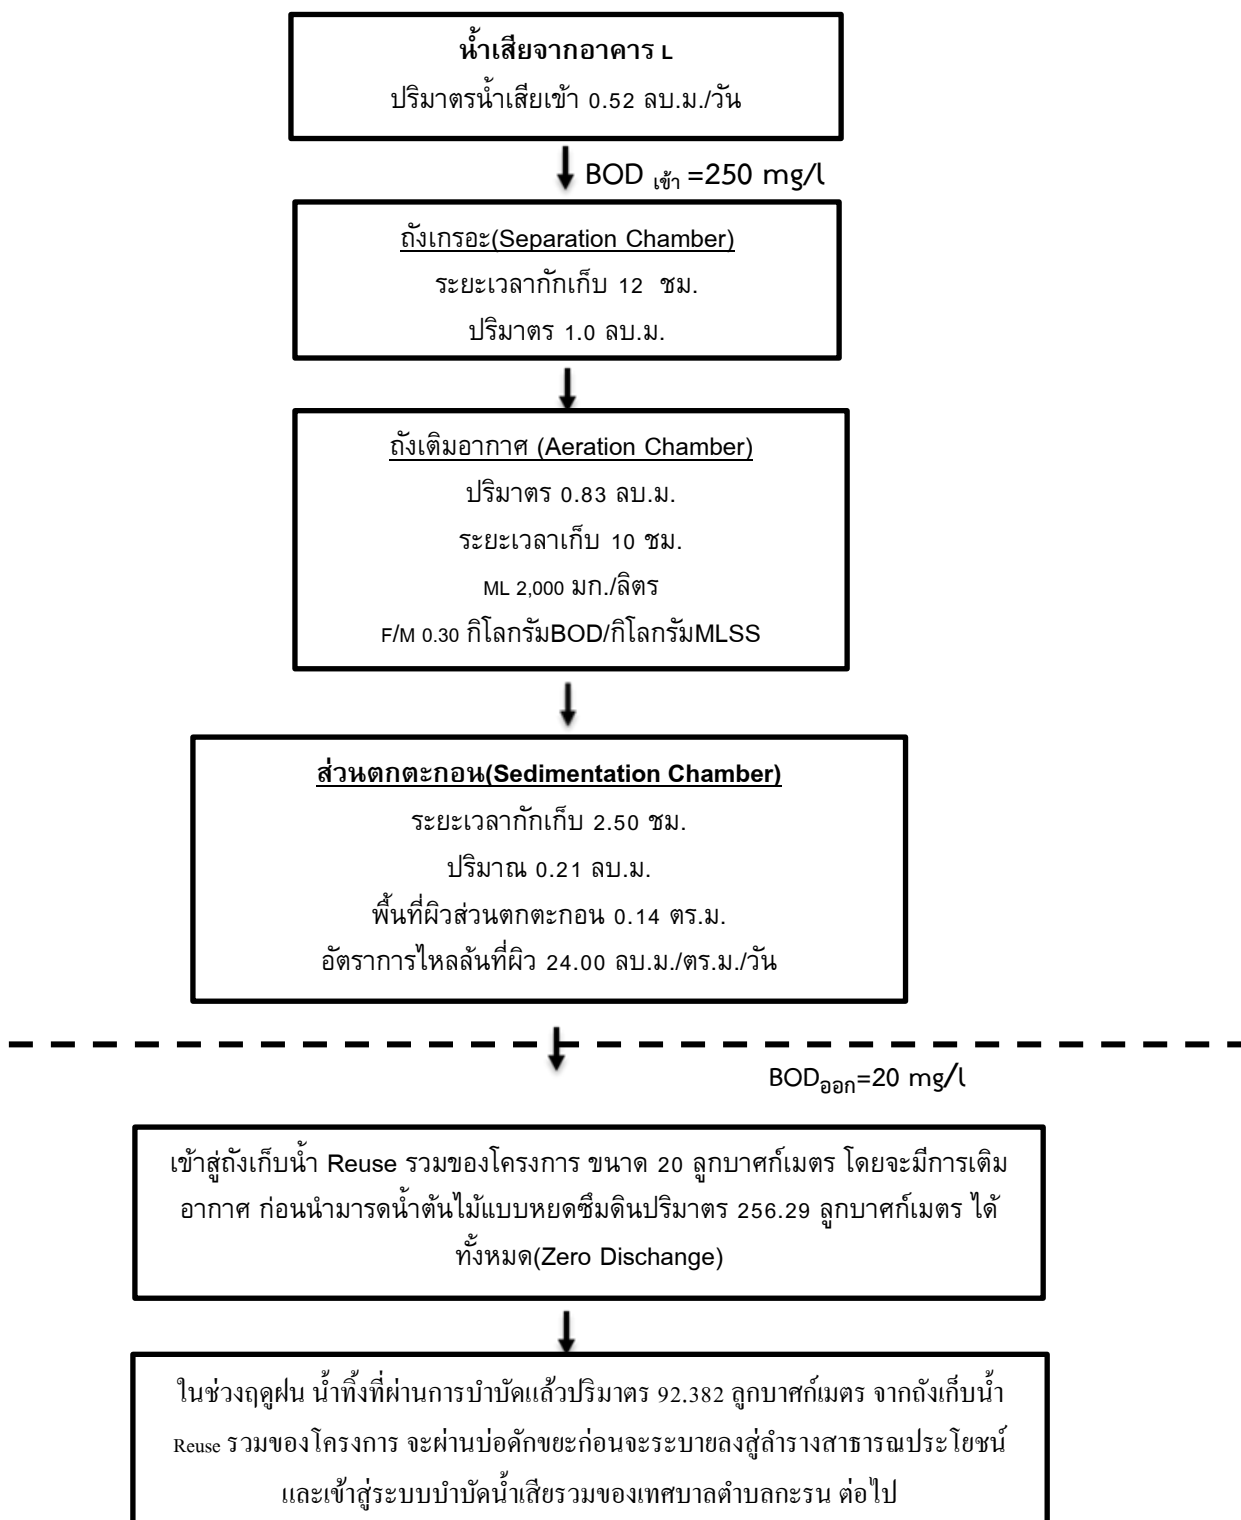 น้ำเสียจากอาคาร L
ปริมาตรน้ำเสียเข้า 0.52 ลบ.ม./วัน
BOD เข้า =250 mg/l
ถังเกรอะ(Separation Chamber)
ระยะเวลากักเก็บ 12 ชม.
ปริมาตร 1.0 ลบ.ม.
ถังเติมอากาศ (Aeration Chamber)
ปริมาตร 0.83 ลบ.ม.
ระยะเวลาเก็บ 10 ชม.
ML 2,000 มก./ลิตร
F/M 0.30 กิโลกรัมBOD/กิโลกรัมMLSS
ส่วนตกตะกอน(Sedimentation Chamber)
ระยะเวลากักเก็บ 2.50 ชม.
ปริมาณ 0.21 ลบ.ม.
พื้นที่ผิวส่วนตกตะกอน 0.14 ตร.ม.
อัตราการไหลล้นที่ผิว 24.00 ลบ.ม./ตร.ม./วัน
BODออก=20 mg/l
เข้าสู่ถังเก็บน้ำ Reuse รวมของโครงการ ขนาด 20 ลูกบาศก์เมตร โดยจะมีการเติม
อากาศ ก่อนนำมารดน้ำต้นไม้แบบหยดซึมดินปริมาตร 256.29 ลูกบาศก์เมตร ได้
ทั้งหมด(Zero Dischange)
ในช่วงฤดูฝน น้ำทิ้งที่ผ่านการบำบัดแล้วปริมาตร 92.382 ลูกบาศก์เมตร จากถังเก็บน้ำ
Reuse รวมของโครงการ จะผ่านบ่อดักขยะก่อนจะระบายลงสู่ลำรางสาธารณประโยชน์
และเข้าสู่ระบบบำบัดน้ำเสียรวมของเทศบาลตำบลกะรน ต่อไป